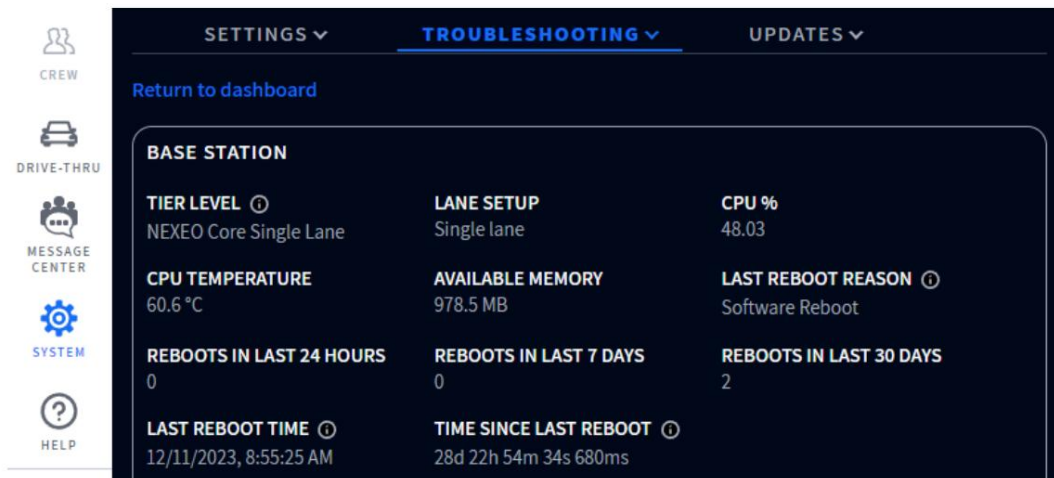 SETTINGS TROUBLESHOOTING UPDATES
CREW
Return to dashboard
DRIVE-THRU
MESSAGE
CENTER
SYSTEM
HELP
BASE STATION
TIER LEVEL LANE SETUP CPU %
NEXEO Core Single Lane Single lane 48.03
CPU TEMPERATURE AVAILABLE MEMORY LAST REBOOT REASON
60.6 °C 978.5 MB Software Reboot
REBOOTS IN LAST 24 HOURS REBOOTS IN LAST 7 DAYS REBOOTS IN LAST 30 DAYS
0 0 2
LAST REBOOT TIME TIME SINCE LAST REBOOT
12/11/2023, 8:55:25 AM 28d 22h 54m 34s 680ms